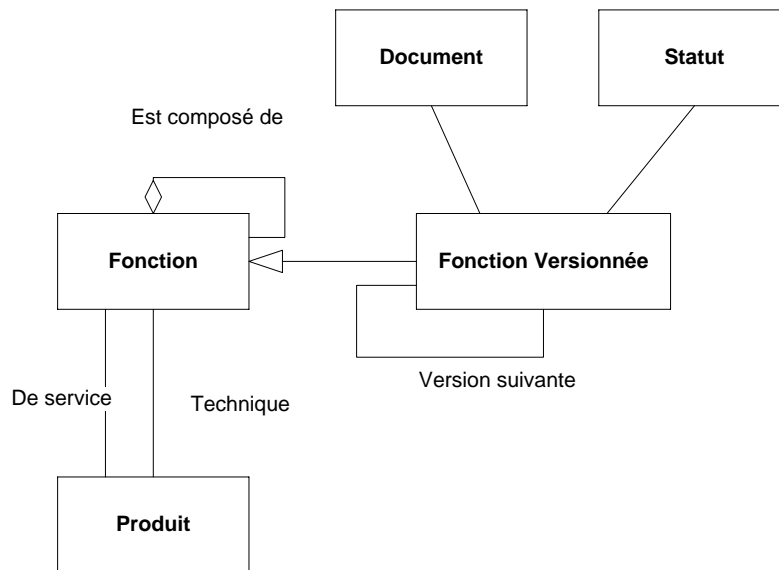 Document
Statut
Est composé de
Fonction
Fonction Versionnée
Version suivante
De service
Technique
Produit